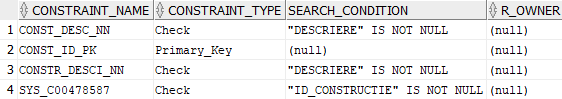 CONSTRAINT_NAME CONSTRAINT_TYPE SEARCH_CONDITION R_OWNER
1 CONST_DESC_NN Check "DESCRIERE" IS NOT NULL (null)
2 CONST_ID_PK Primary_Key (null) (null)
3 CONSTR_DESCI_NN Check "DESCRIERE" IS NOT NULL (null)
4 SYS_C00478587 Check "ID_CONSTRUCTIE" IS NOT NULL (null)